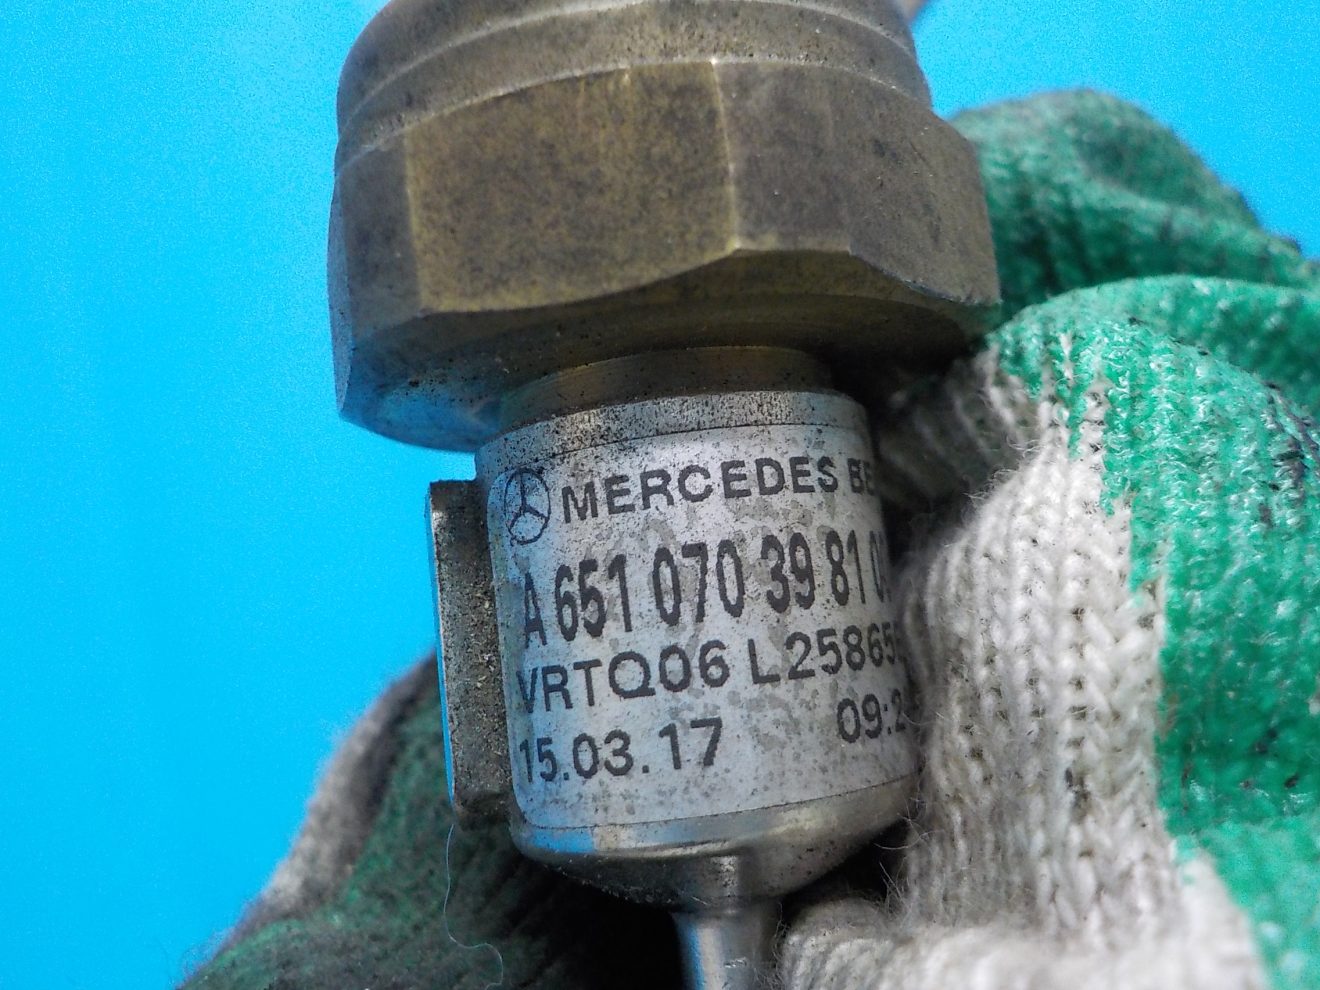 MERCEDES BE
A 651 070 39 81 0
VRTQ06 L25865
15.03.17 09:2